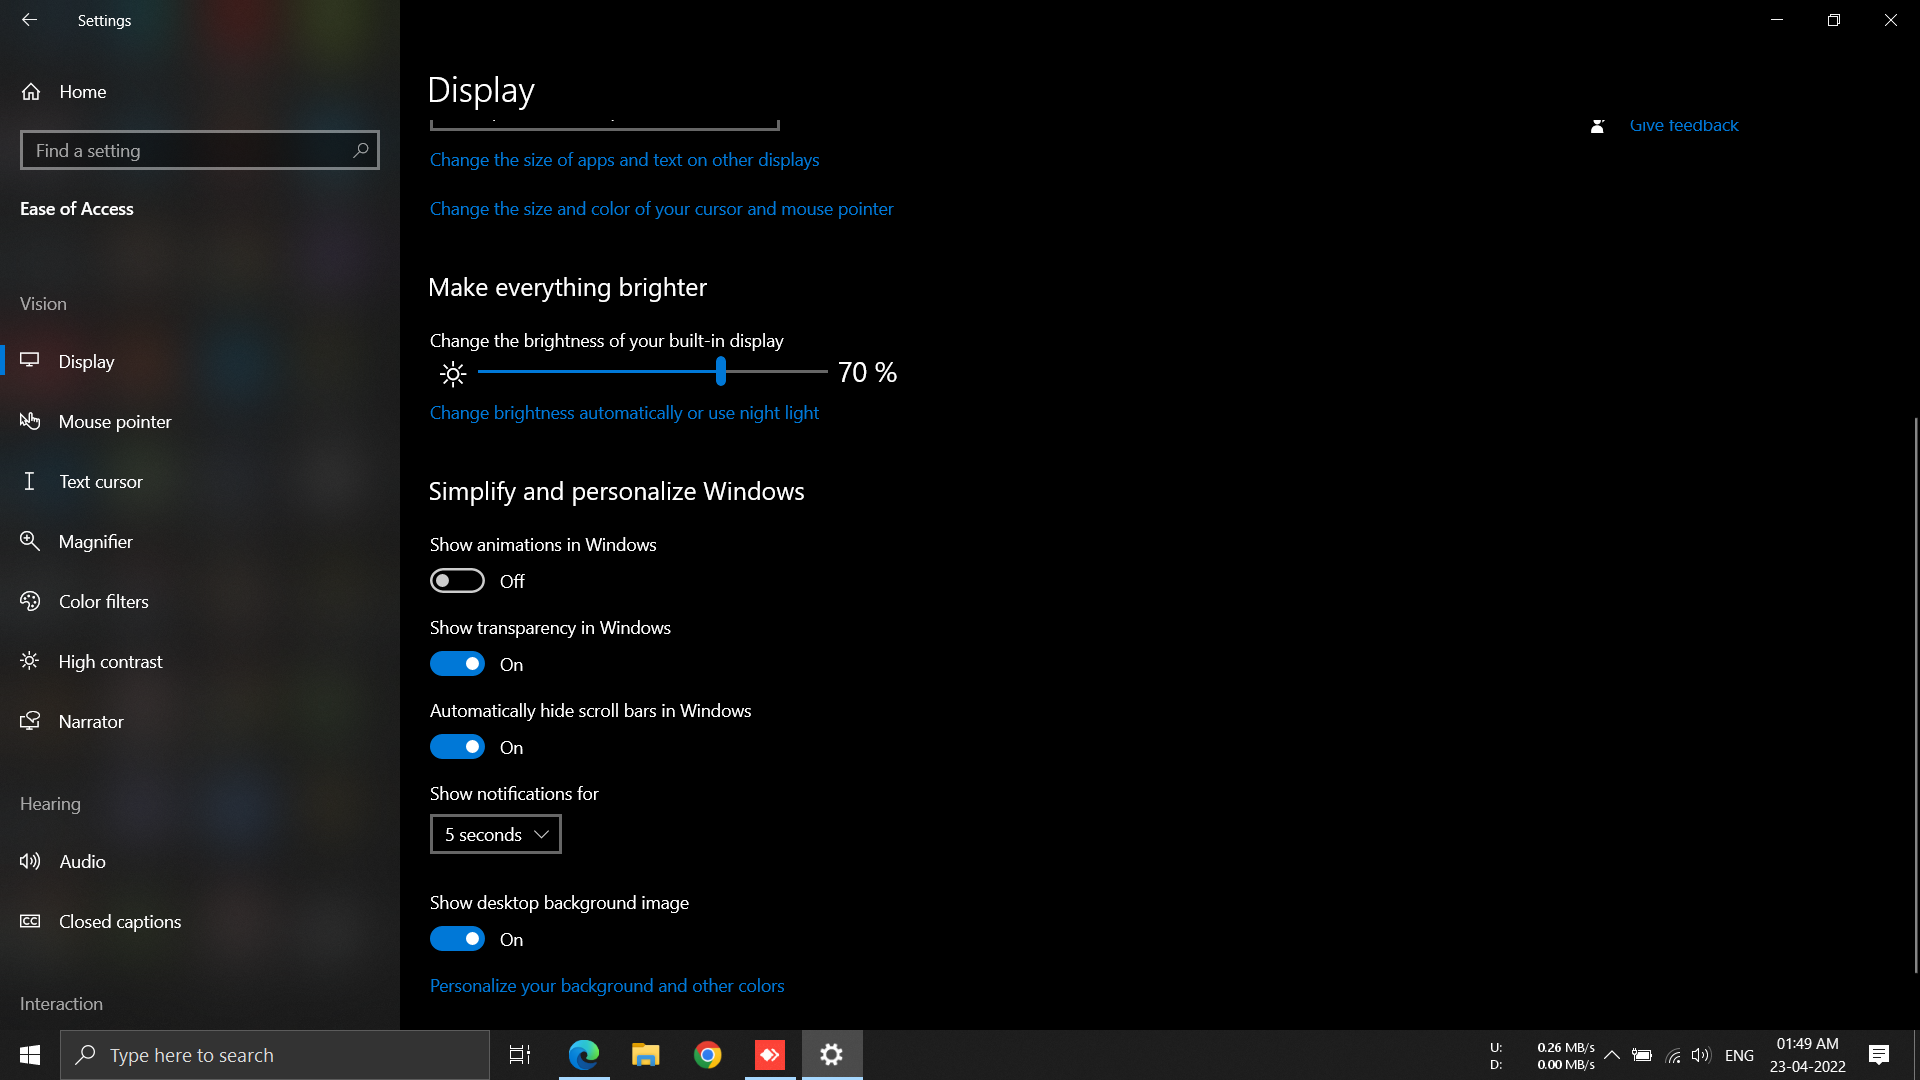 Settings
Home
Find a setting
Ease of Access
Vision
Display
Mouse pointer
Text cursor
Magnifier
Color filters
High contrast
Narrator
Hearing
Audio
CC Closed captions
Interaction
Display
Give feedback
Change the size of apps and text on other displays
Change the size and color of your cursor and mouse pointer
Make everything brighter
Change the brightness of your built-in display
70 %
Change brightness automatically or use night light
Simplify and personalize Windows
Show animations in Windows
Off
Show transparency in Windows
On
Automatically hide scroll bars in Windows
On
Show notifications for
5 seconds
Show desktop background image
On
Personalize your background and other colors
Type here to search
U: 0.26 MB/s
D: 0.00 MB/s
ENG
01:49 AM
23-04-2022